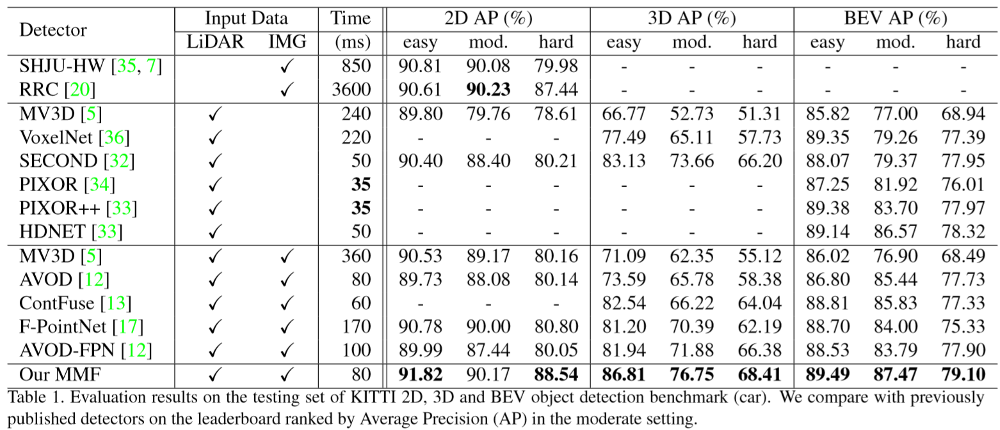 Detector Input Data Time 2D AP (%) 3D AP (%) BEV AP (%)
LiDAR IMG (ms) easy mod. hard easy mod. hard easy mod. hard
SHJU-HW [35, 7] ✓ 850 90.81 90.08 79.98 - - - - - -
RRC [20] ✓ 3600 90.61 90.23 87.44 - - - - - -
MV3D [5] ✓ 240 89.80 79.76 78.61 66.77 52.73 51.31 85.82 77.00 68.94
VoxelNet [36] ✓ 220 - - - 77.49 65.11 57.73 89.35 79.26 77.39
SECOND [32] ✓ 50 90.40 88.40 80.21 83.13 73.66 66.20 88.07 79.37 77.95
PIXOR [34] ✓ 35 - - - - - - 87.25 81.92 76.01
PIXOR++ [33] ✓ 35 - - - - - - 89.38 83.70 77.97
HDNET [33] ✓ 50 - - - - - - 89.14 86.57 78.32
MV3D [5] ✓ ✓ 360 90.53 89.17 80.16 71.09 62.35 55.12 86.02 76.90 68.49
AVOD [12] ✓ ✓ 80 89.73 88.08 80.14 73.59 65.78 58.38 86.80 85.44 77.73
ContFuse [13] ✓ ✓ 60 - - - 82.54 66.22 64.04 88.81 85.83 77.33
F-PointNet [17] ✓ ✓ 170 90.78 90.00 80.80 81.20 70.39 62.19 88.70 84.00 75.33
AVOD-FPN [12] ✓ ✓ 100 89.99 87.44 80.05 81.94 71.88 66.38 88.53 83.79 77.90
Our MMF ✓ ✓ 80 91.82 90.17 88.54 86.81 76.75 68.41 89.49 87.47 79.10
Table 1. Evaluation results on the testing set of KITTI 2D, 3D and BEV object detection benchmark (car). We compare with previously
published detectors on the leaderboard ranked by Average Precision (AP) in the moderate setting.